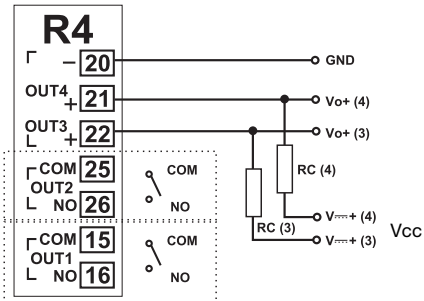 R4
− 20 GND
OUT4 + 21 Vo+ (4)
OUT3 + 22 Vo+ (3)
COM 25 COM RC (4)
OUT2
NO 26 NO V⎓+ (4)
RC (3) Vcc
COM 15 COM V⎓+ (3)
OUT1
NO 16 NO